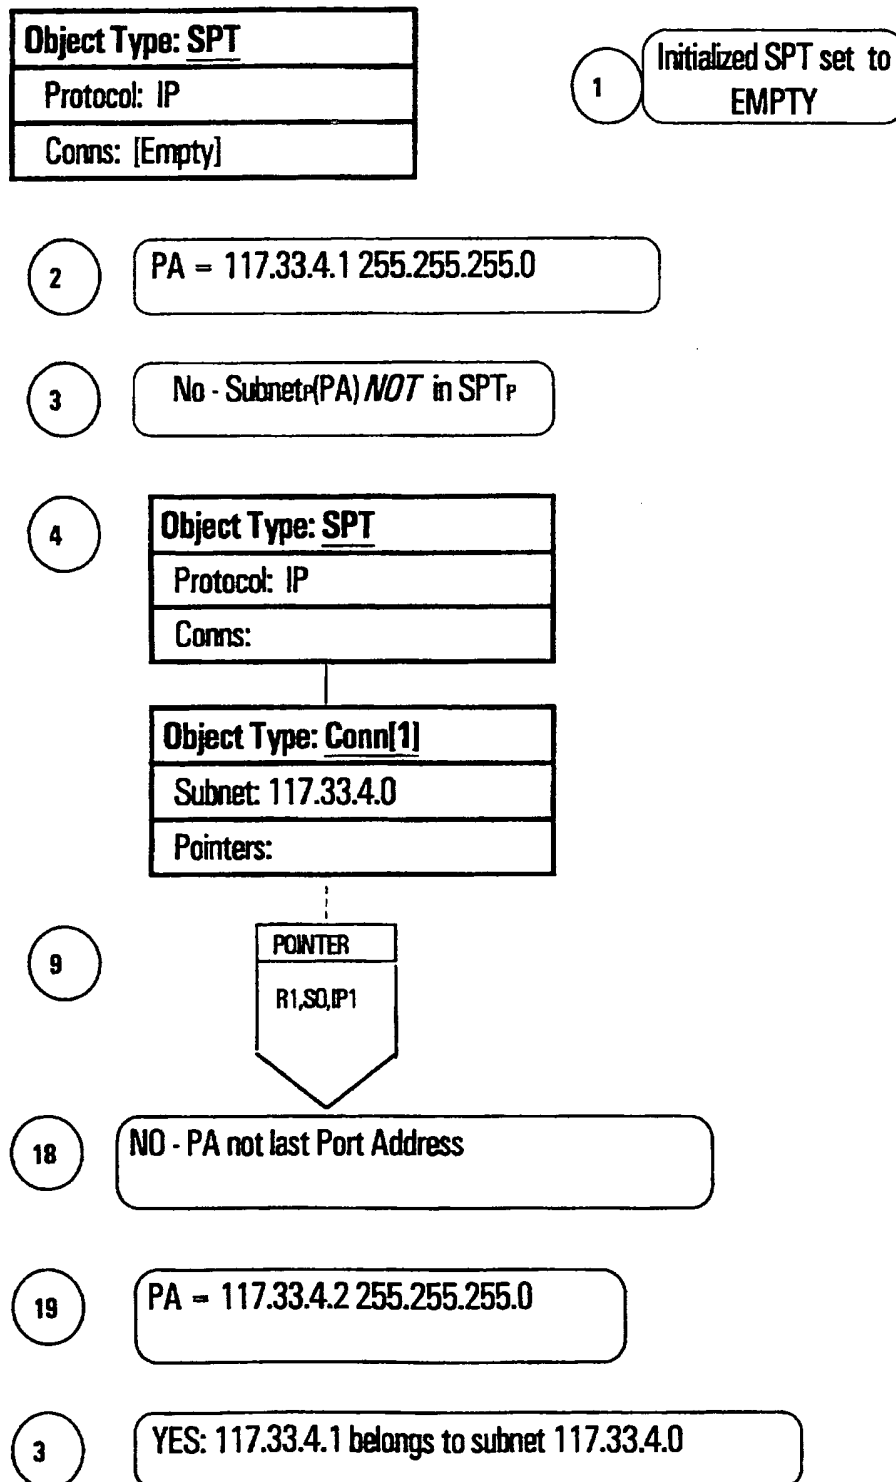 Object Type: SPT
Protocol: IP
Conns: [Empty]
1
Initialized SPT set to
EMPTY
2
PA = 117.33.4.1 255.255.255.0
3
No - SubnetP(PA) NOT in SPTP
4
Object Type: SPT
Protocol: IP
Conns:
Object Type: Conn[1]
Subnet: 117.33.4.0
Pointers:
9
POINTER
R1,S0,IP1
18
NO - PA not last Port Address
19
PA = 117.33.4.2 255.255.255.0
3
YES: 117.33.4.1 belongs to subnet 117.33.4.0